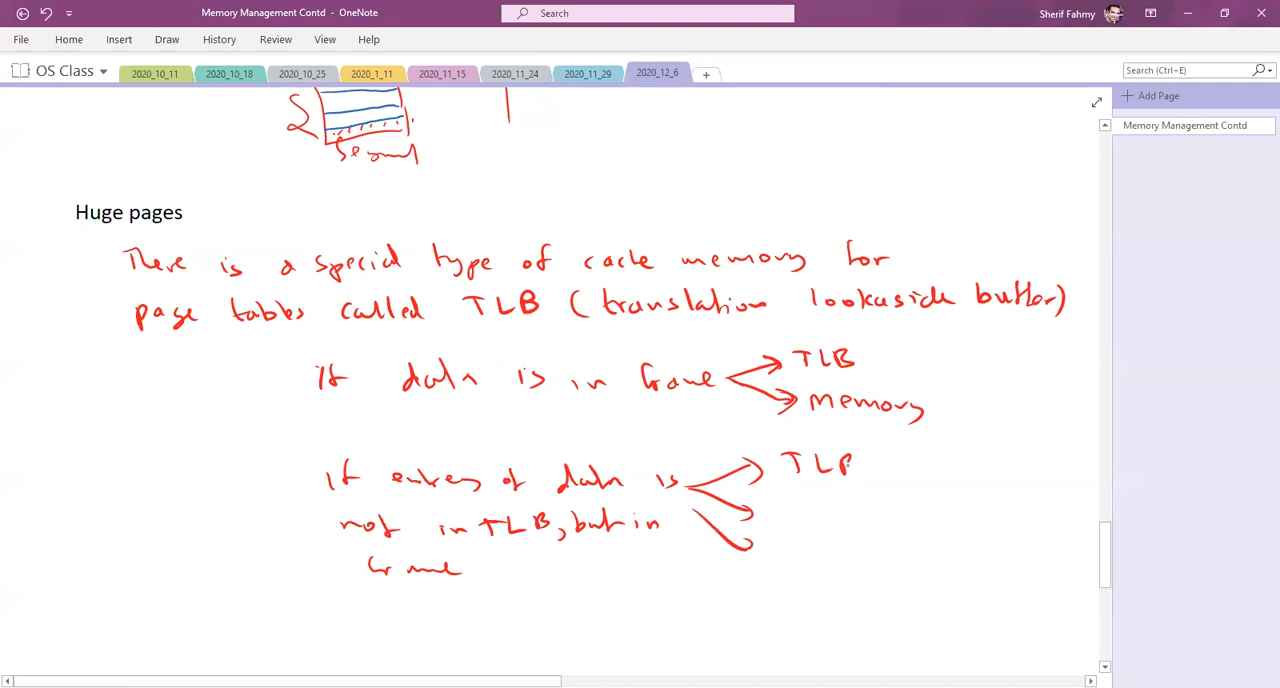 Memory Management Contd - OneNote
Search
Sherif Fahmy
File Home Insert Draw History Review View Help
OS Class
2020_10_11 2020_10_18 2020_10_25 2020_1_11 2020_11_15 2020_11_24 2020_11_29 2020_12_6
Search (Ctrl+E)
Add Page
Memory Management Contd
2
Huge pages
There is a special type of cache memory for
page tables called TLB (translation lookaside buffer)
If data is in frame
TLB
memory
If entry of data is
not in TLB, but in
frame
TLB